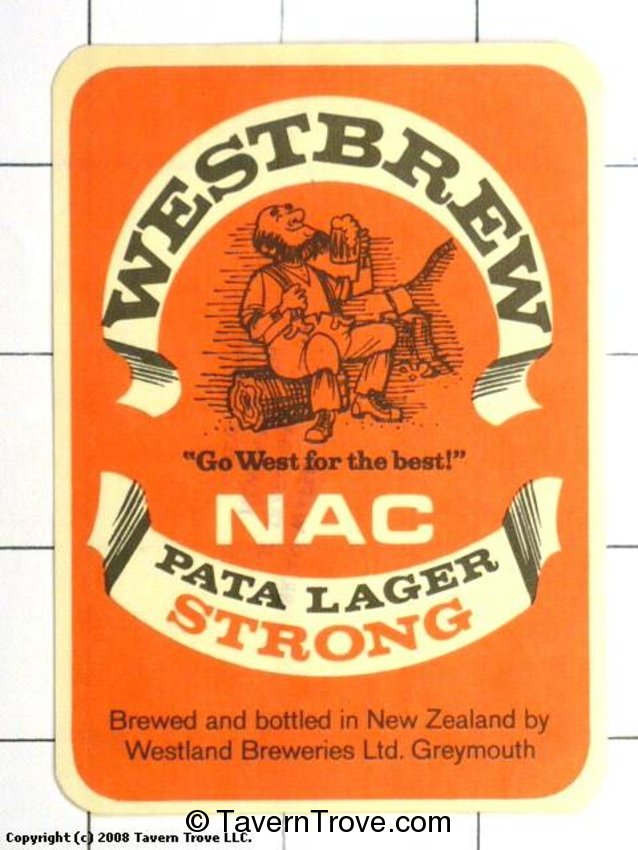 WESTBREW
"Go West for the best!"
NAC
PATA LAGER
STRONG
Brewed and bottled in New Zealand by
Westland Breweries Ltd. Greymouth
© TavernTrove.com
Copyright (c) 2008 Tavern Trove LLC.